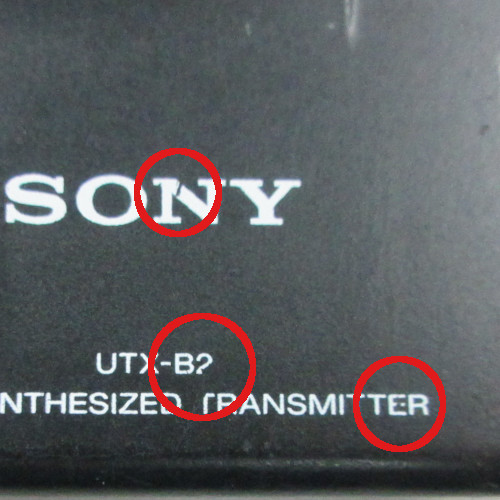 SONY
UTX-B2
NTHESIZED TRANSMITTER